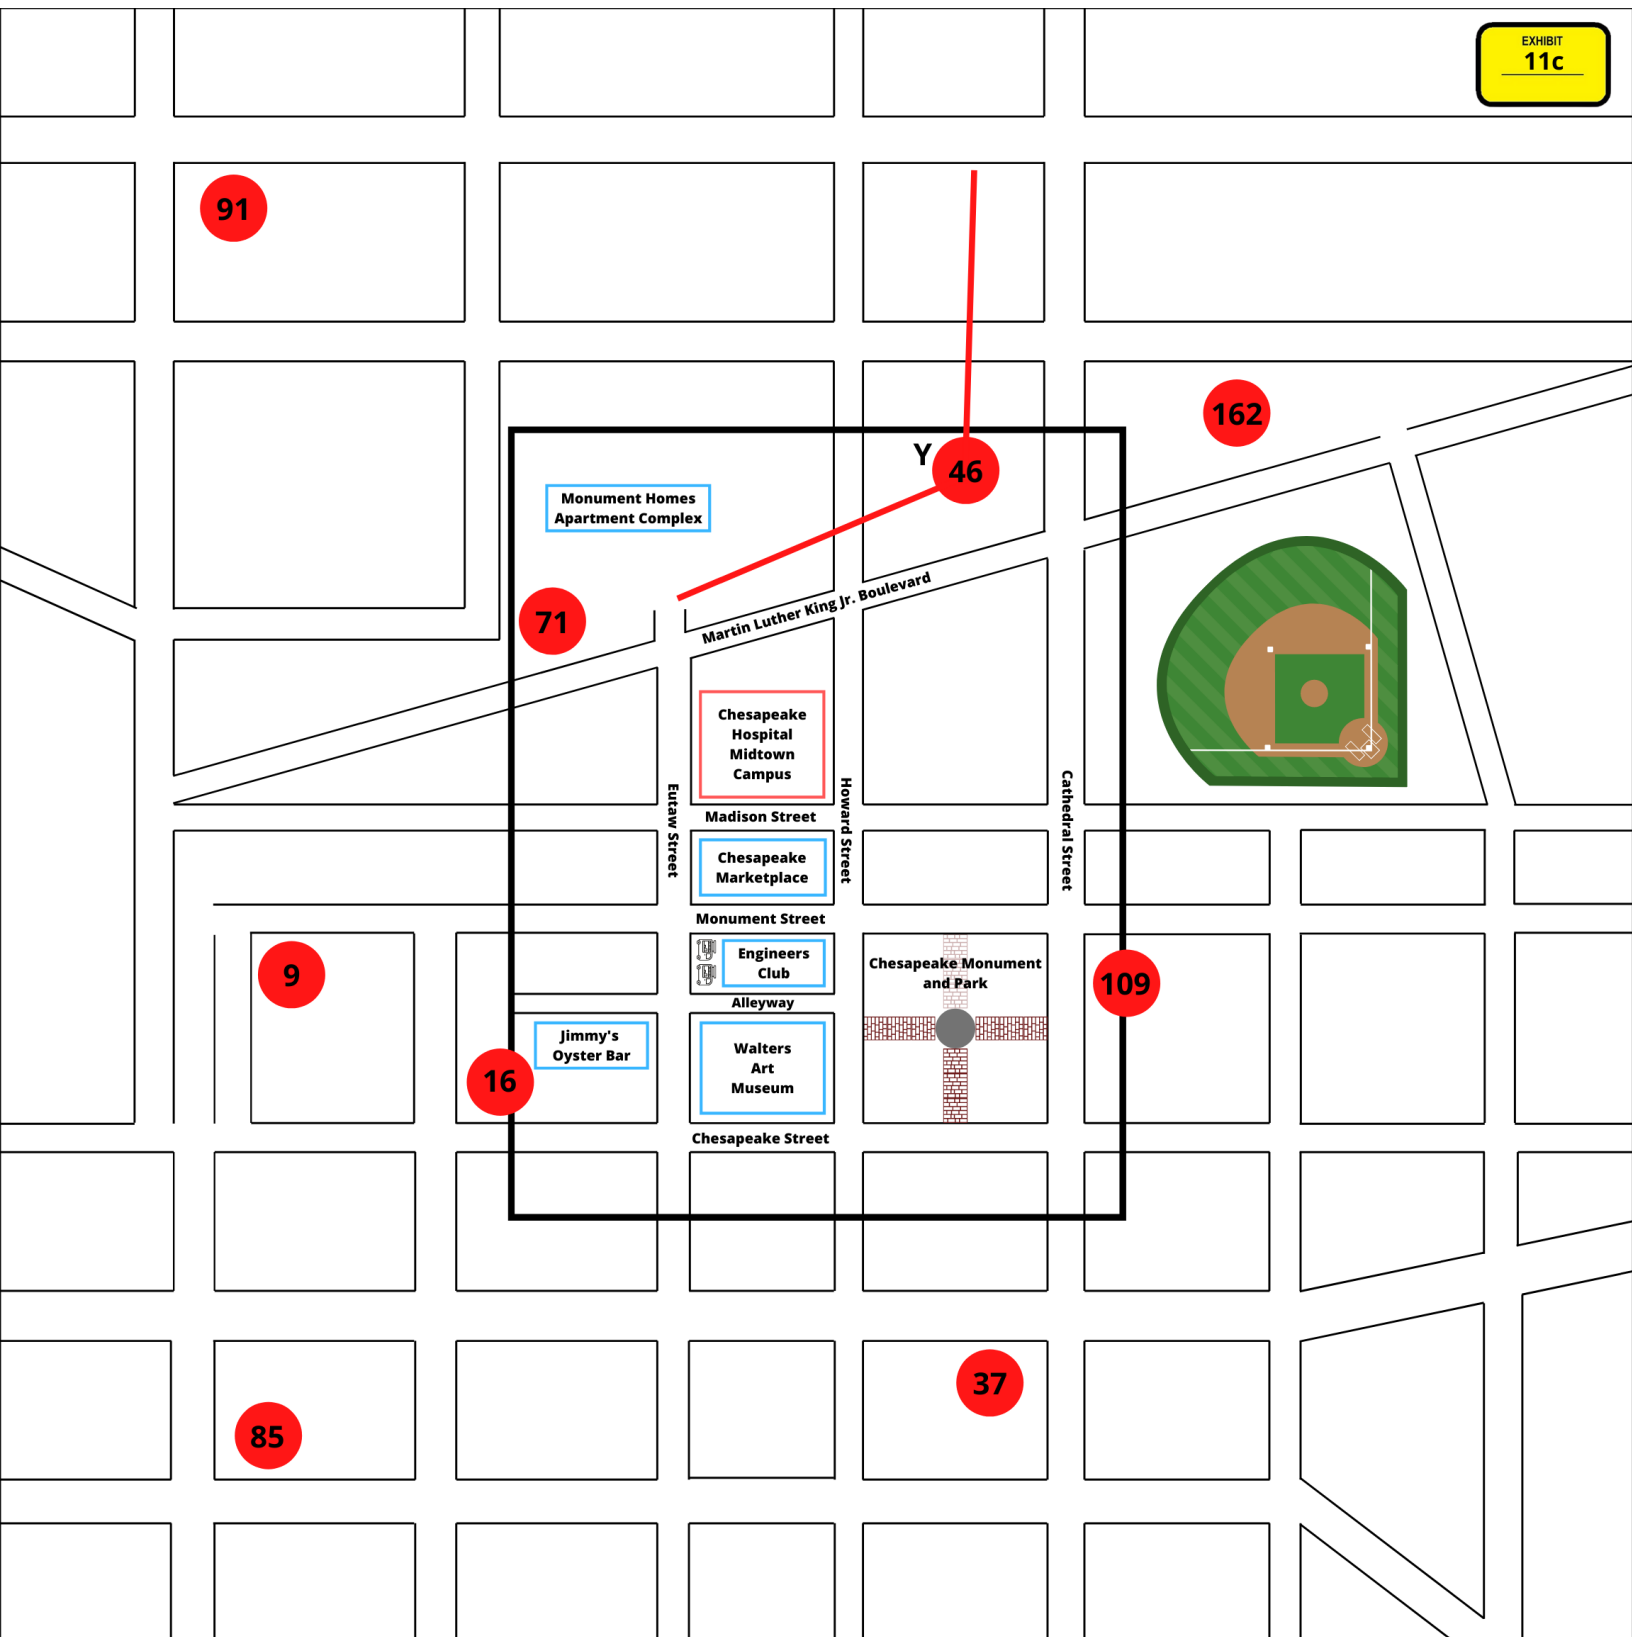 EXHIBIT
11c
91
162
Y
46
Monument Homes
Apartment Complex
71
Martin Luther King Jr. Boulevard
Chesapeake
Hospital
Midtown
Campus
Eutaw Street
Howard Street
Cathedral Street
Madison Street
Chesapeake
Marketplace
Monument Street
9
Engineers
Club
Chesapeake Monument
and Park
109
Alleyway
Jimmy's
Oyster Bar
16
Walters
Art
Museum
Chesapeake Street
37
85